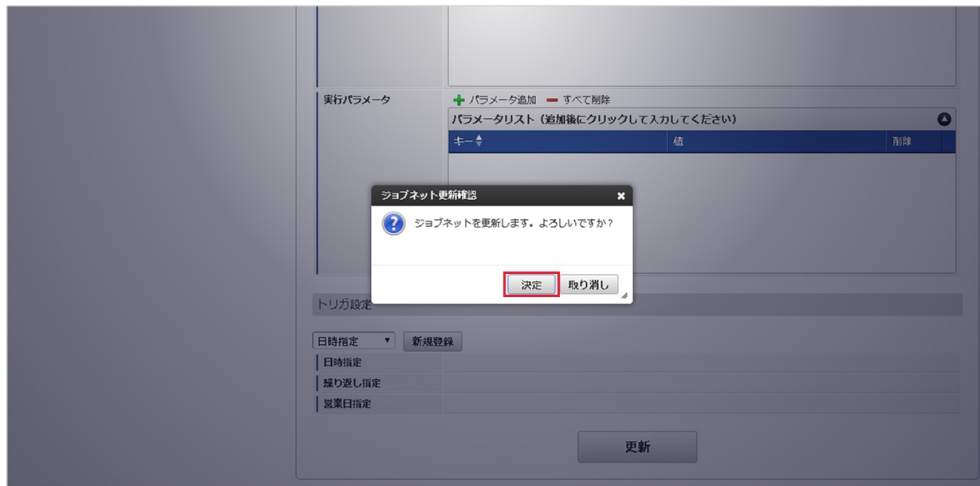 実行パラメータ
パラメータ追加 すべて削除
パラメータリスト（追加後にクリックして入力してください）
キー 値 削除
ジョブネット更新確認
ジョブネットを更新します。よろしいですか？
決定 取り消し
トリガ設定
日時指定 新規登録
日時指定
繰り返し指定
営業日指定
更新